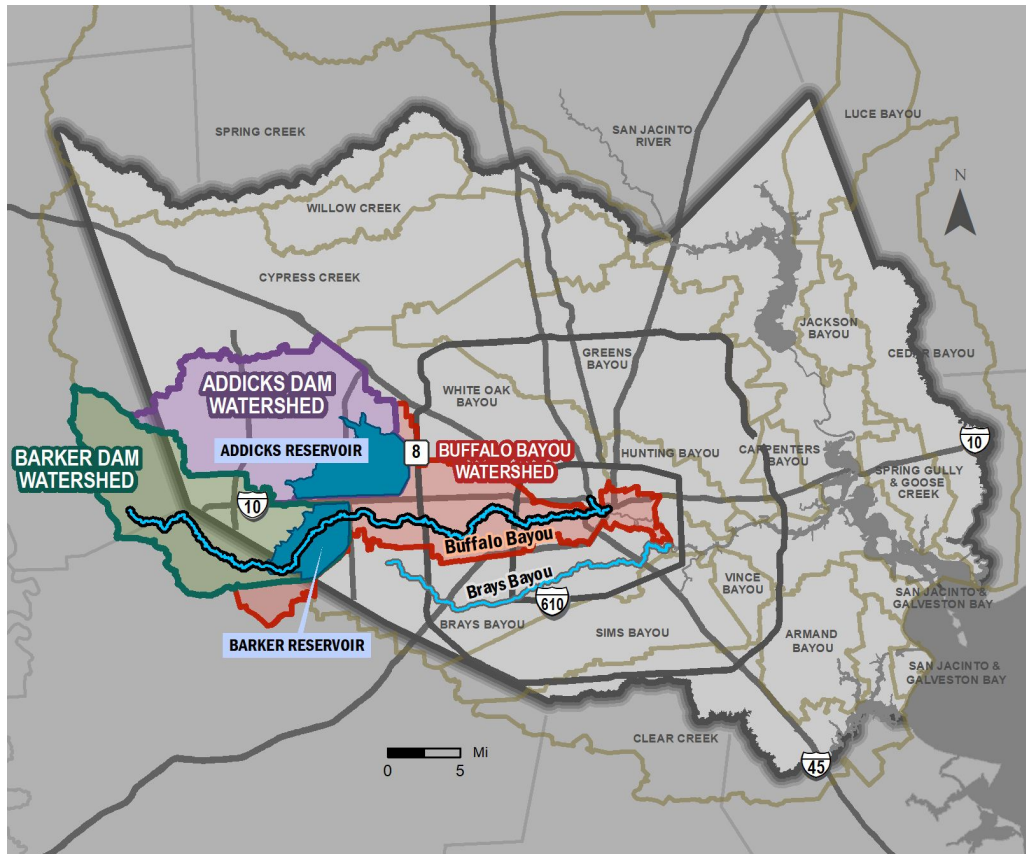 SPRING CREEK
SAN JACINTO
RIVER
LUCE BAYOU
N
WILLOW CREEK
CYPRESS CREEK
JACKSON
BAYOU
CEDAR BAYOU
GREENS
BAYOU
WHITE OAK
BAYOU
ADDICKS DAM
WATERSHED
ADDICKS RESERVOIR
8
BUFFALO BAYOU
WATERSHED
HUNTING BAYOU
CARPENTERS
BAYOU
10
SPRING GULLY
& GOOSE
CREEK
BARKER DAM
WATERSHED
10
Buffalo Bayou
Brays Bayou
610
VINCE
BAYOU
SAN JACINTO &
GALVESTON BAY
BRAYS BAYOU
SIMS BAYOU
ARMAND
BAYOU
BARKER RESERVOIR
SAN JACINTO &
GALVESTON BAY
CLEAR CREEK
45
Mi
0 5